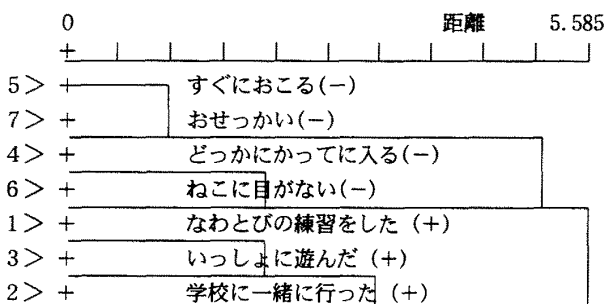 0 距離 5.585
5> すぐにおこる(-)
7> おせっかい(-)
4> どっかにかってに入る(-)
6> ねこに目がない(-)
1> なわとびの練習をした (+)
3> いっしょに遊んだ (+)
2> 学校に一緒に行った (+)